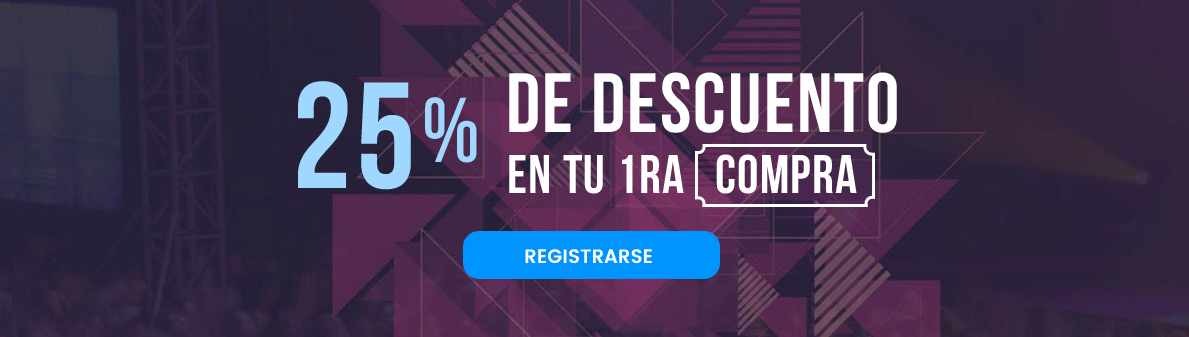 25% DE DESCUENTO
EN TU 1RA COMPRA
REGISTRARSE